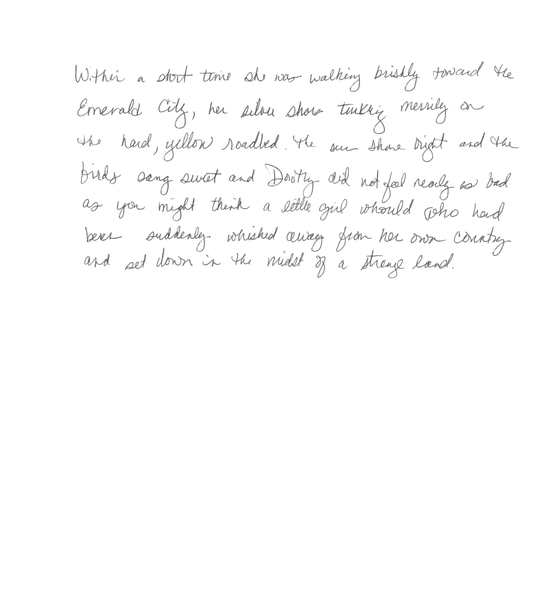 Within a short time she was walking briskly toward the
Emerald City, her silver shoes tinkling merrily on
the hard, yellow roadbed. The sun shone bright and the
birds sang sweet and Dorothy did not feel nearly as bad
as you might think a little girl whould who had
been suddenly whisked away from her own country
and set down in the midst of a strange land.